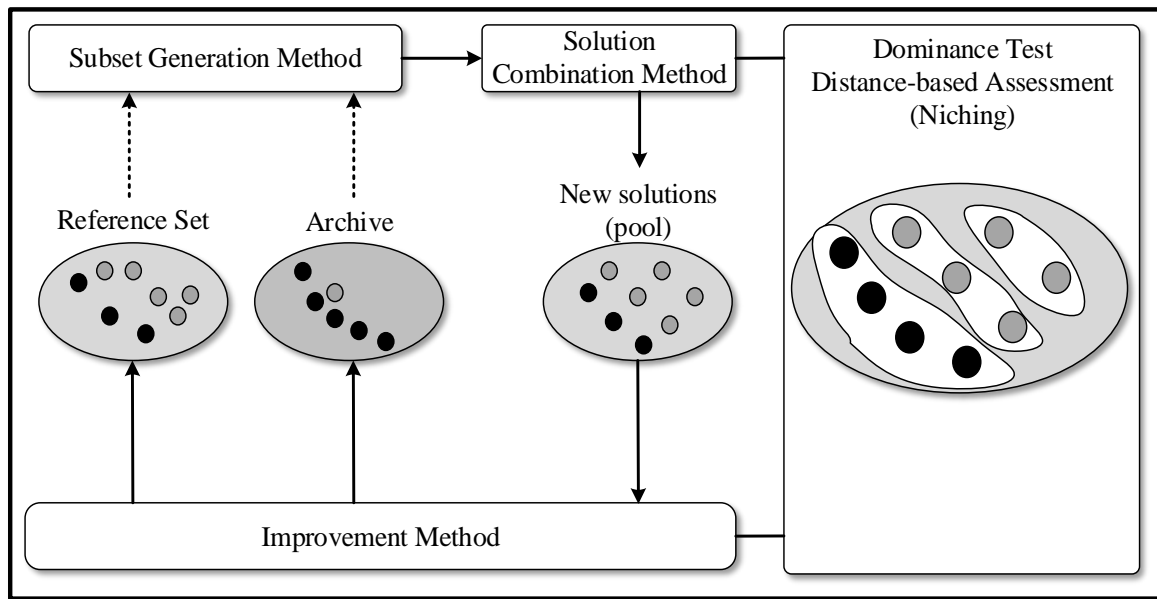 Subset Generation Method
Solution
Combination Method
Dominance Test
Distance-based Assessment
(Niching)
Reference Set
Archive
New solutions
(pool)
Improvement Method